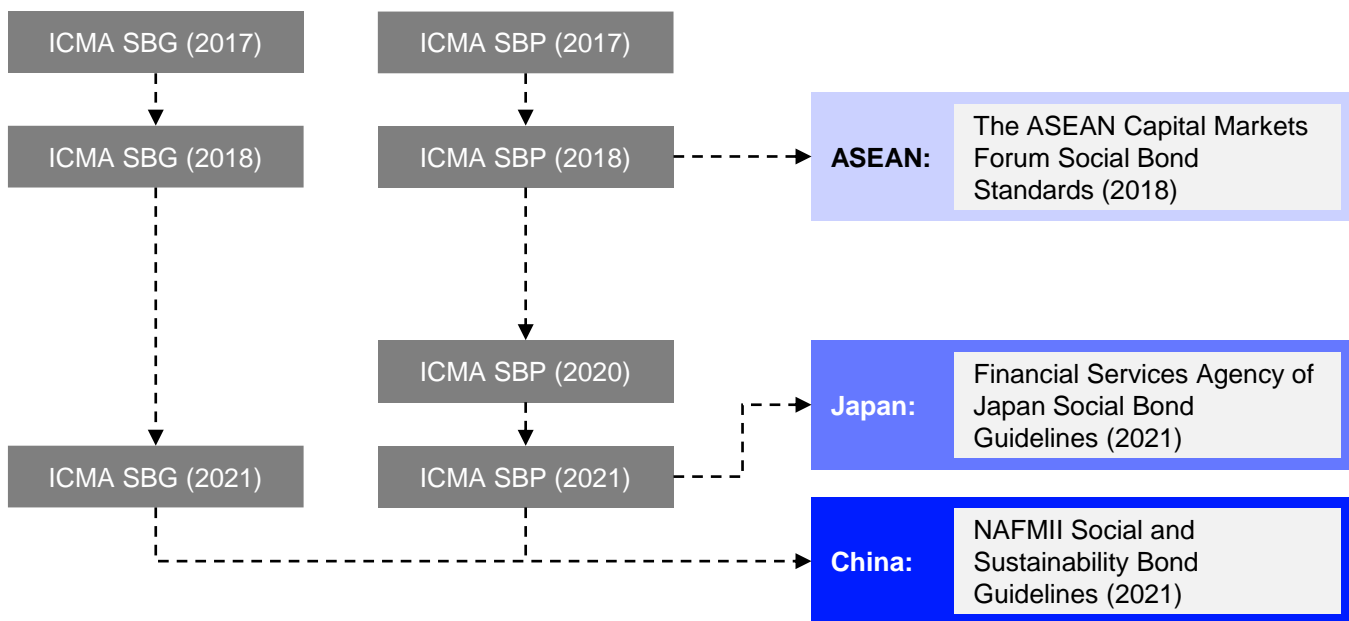 ICMA SBG (2017)
ICMA SBP (2017)
ICMA SBG (2018)
ICMA SBP (2018)
ASEAN:
The ASEAN Capital Markets
Forum Social Bond
Standards (2018)
ICMA SBP (2020)
Japan:
Financial Services Agency of
Japan Social Bond
Guidelines (2021)
ICMA SBG (2021)
ICMA SBP (2021)
China:
NAFMII Social and
Sustainability Bond
Guidelines (2021)